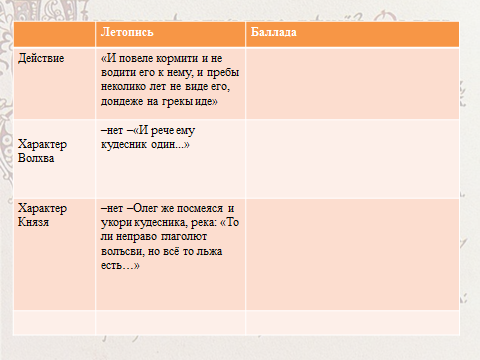 Летопись Баллада
Действие «И повеле кормити и не
водити его к нему, и пребы
неколико лет не виде его,
дондеже на грекы иде»
–нет –«И рече ему
Характер кудесник один...»
Волхва
Характер –нет –Олег же посмеяся и
Князя укори кудесника, река: «То
ли неправо глаголют
волъсви, но всё то льжа
есть…»